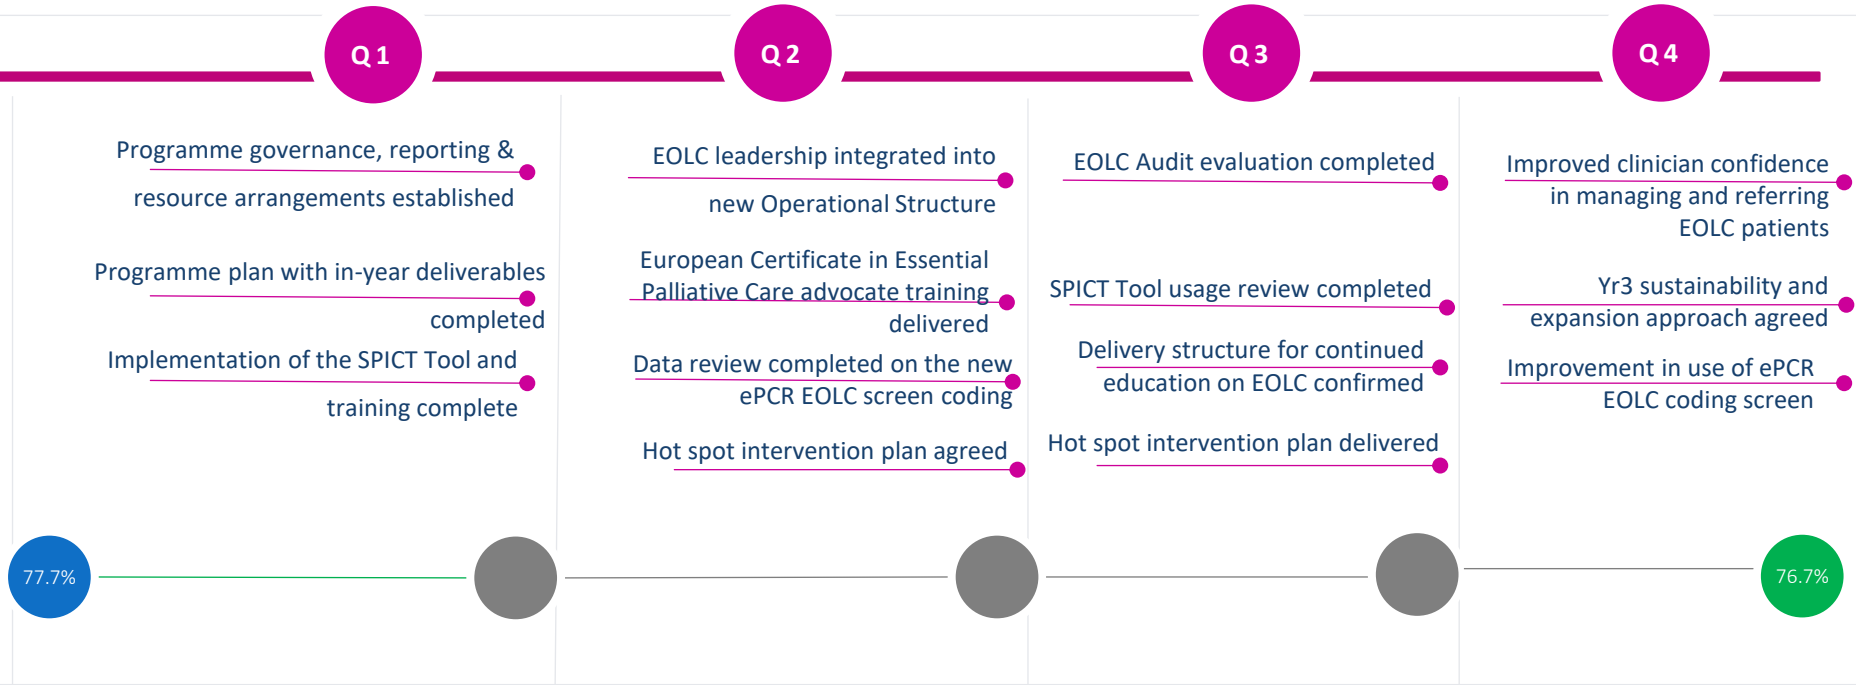 Q 1
Programme governance, reporting &
resource arrangements established
Programme plan with in-year deliverables
completed
Implementation of the SPICT Tool and
training complete
Q 2
EOLC leadership integrated into
new Operational Structure
European Certificate in Essential
Palliative Care advocate training
delivered
Data review completed on the new
ePCR EOLC screen coding
Hot spot intervention plan agreed
Q 3
EOLC Audit evaluation completed
SPICT Tool usage review completed
Delivery structure for continued
education on EOLC confirmed
Hot spot intervention plan delivered
Q 4
Improved clinician confidence
in managing and referring
EOLC patients
Yr3 sustainability and
expansion approach agreed
Improvement in use of ePCR
EOLC coding screen
77.7%
76.7%